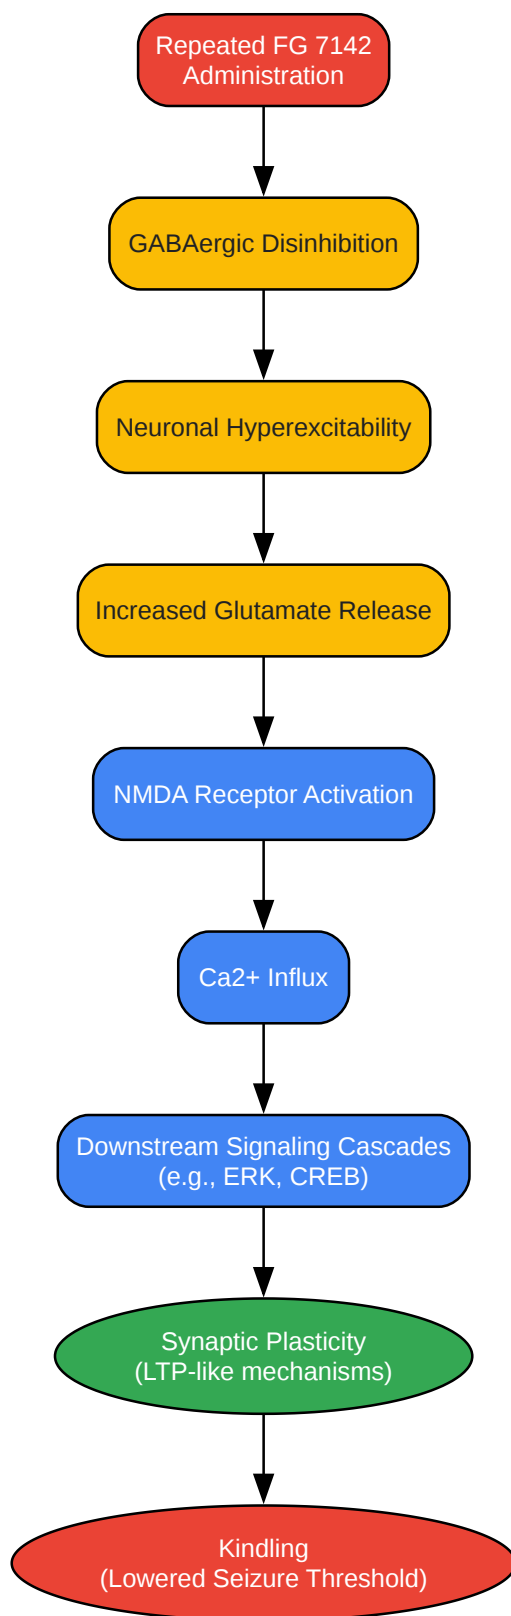 Repeated FG 7142
Administration
GABAergic Disinhibition
Neuronal Hyperexcitability
Increased Glutamate Release
NMDA Receptor Activation
Ca2+ Influx
Downstream Signaling Cascades
(e.g., ERK, CREB)
Synaptic Plasticity
(LTP-like mechanisms)
Kindling
(Lowered Seizure Threshold)